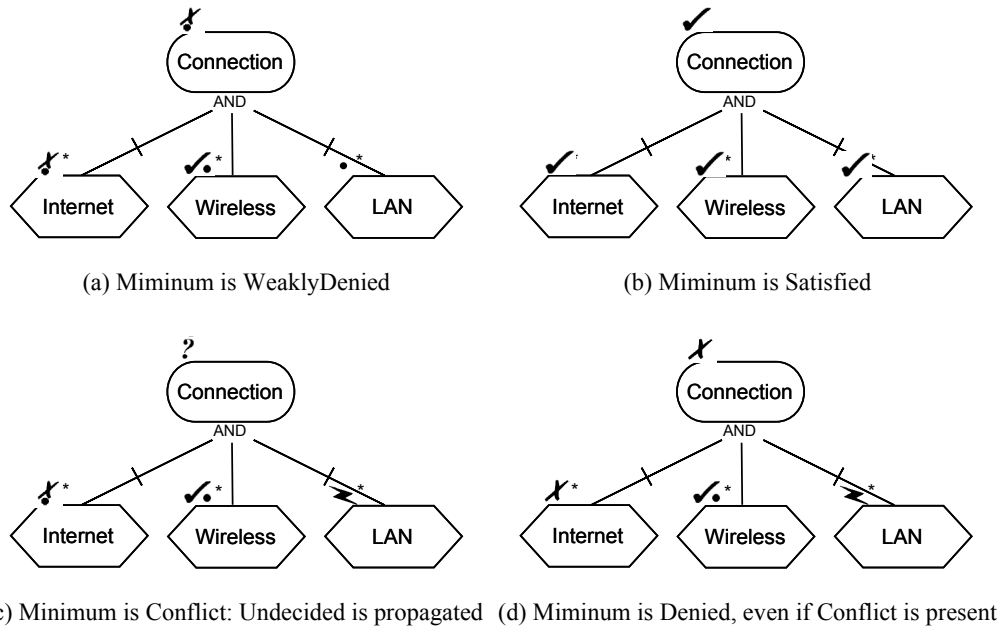 Connection
AND
* * *
Internet Wireless LAN
(a) Miminum is WeaklyDenied
Connection
AND
* *
Internet Wireless LAN
(b) Miminum is Satisfied
?
Connection
AND
* * *
Internet Wireless LAN
c) Minimum is Conflict: Undecided is propagated
Connection
AND
* * *
Internet Wireless LAN
(d) Miminum is Denied, even if Conflict is present